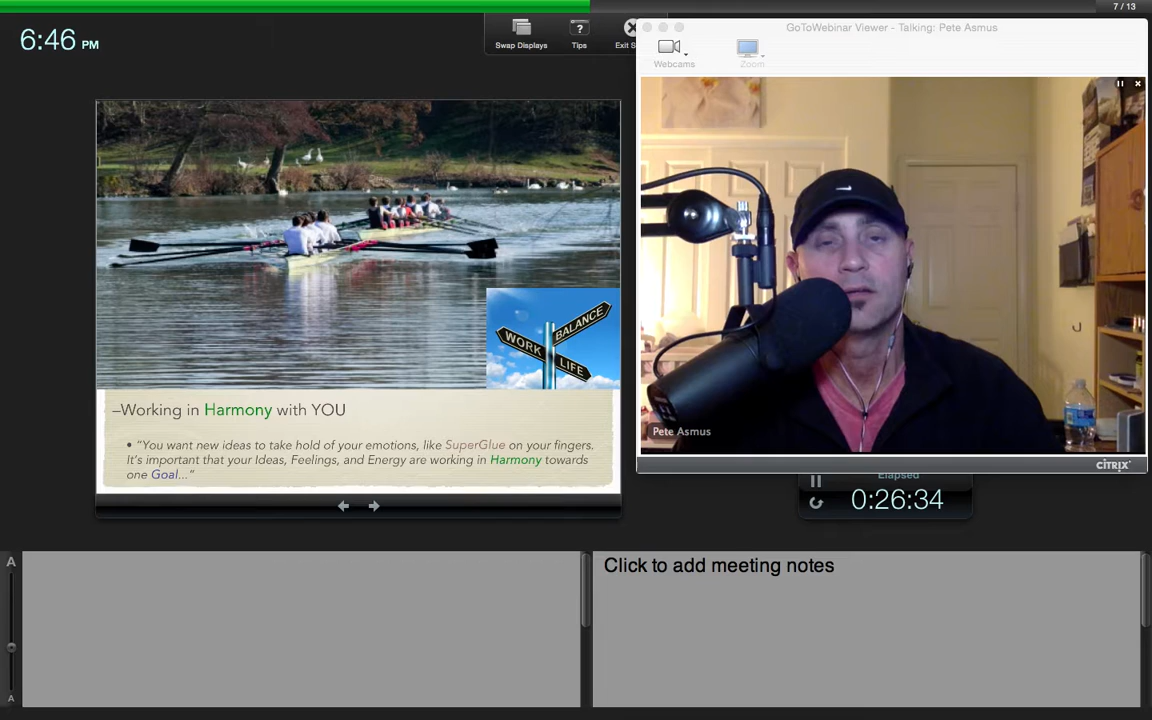 7 / 13
6:46 PM
Swap Displays
Tips
Exit S
GoToWebinar Viewer - Talking: Pete Asmus
Webcams
Zoom
BALANCE
WORK
LIFE
–Working in Harmony with YOU
• “You want new ideas to take hold of your emotions, like SuperGlue on your fingers.
It’s important that your Ideas, Feelings, and Energy are working in Harmony towards
one Goal...”
Pete Asmus
CITRIX
Elapsed
0:26:34
A
A
Click to add meeting notes